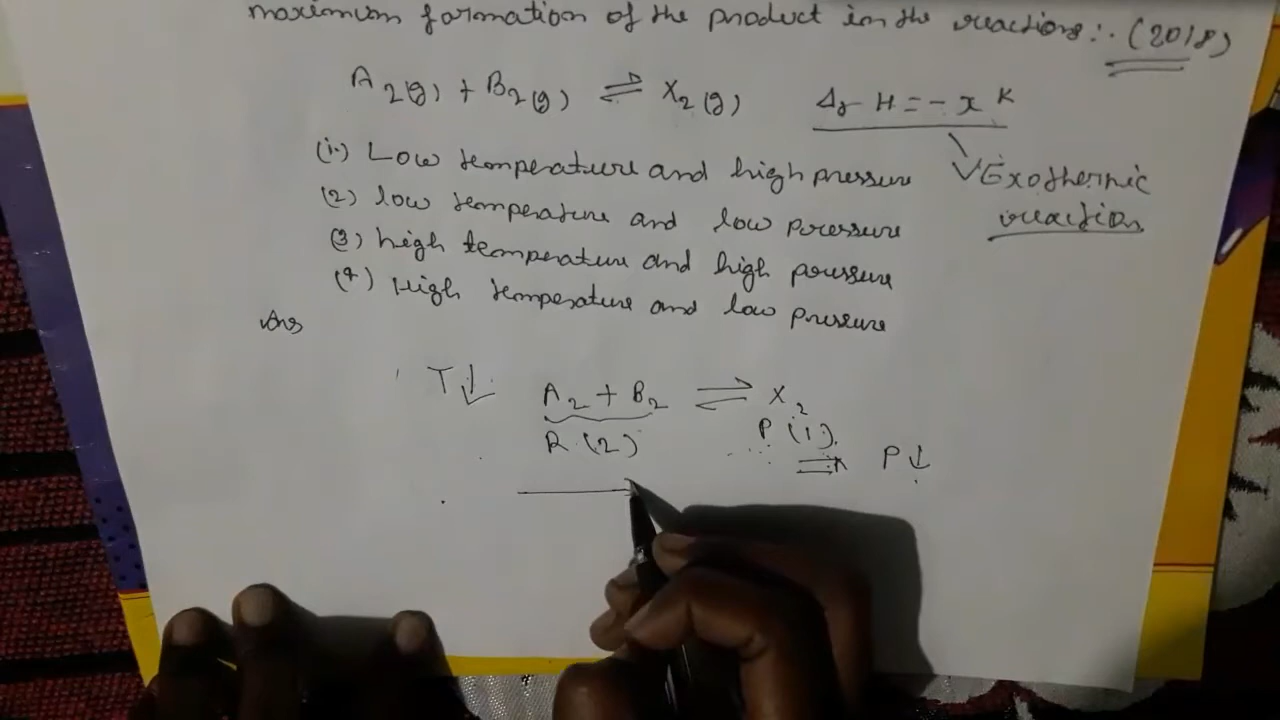 maximum formation of the product in the reactions:. (2018)
A2(g) + B2(g) ⇌ X2(g) Δr H = - x K
(1.) Low temperature and high pressure
Exothermic reaction
(2) low temperature and low pressure
(3) high temperature and high pressure
(4) High temperature and low pressure
Ans
T↓ A2 + B2 ⇌ X2
R.(2) P (1).
P↓